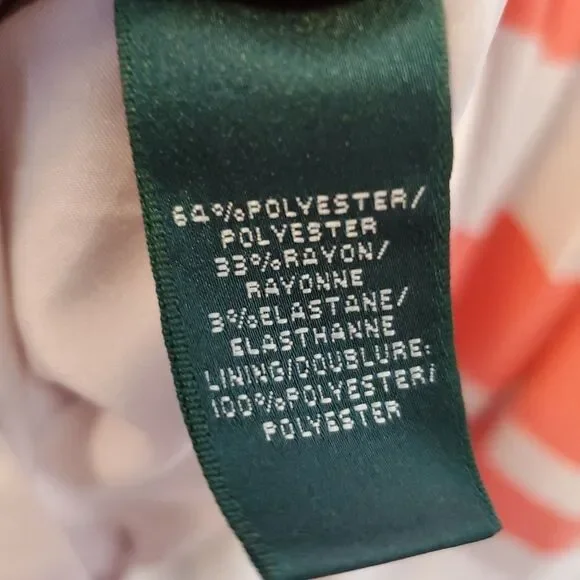 64%POLYESTER/
POLYESTER
33%RAYON/
RAYONNE
3%ELASTANE/
ELASTHANNE
LINING/DOUBLURE:
100%POLYESTER/
POLYESTER